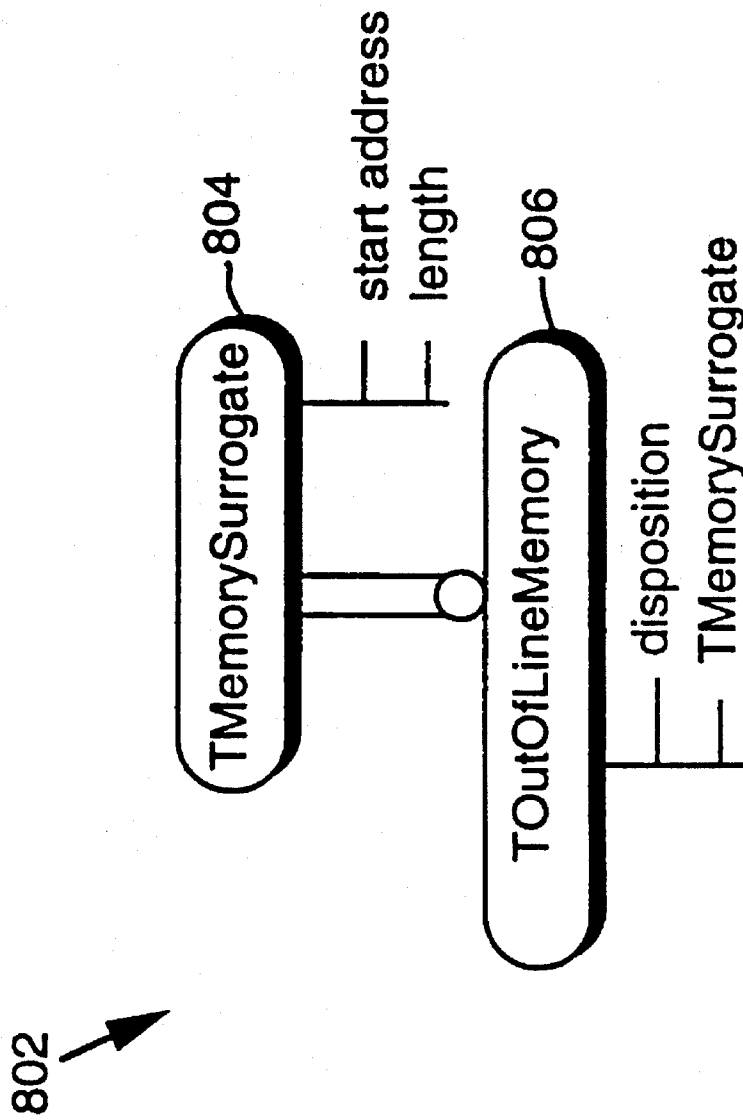 802
TMemorySurrogate
804
start address
length
TOutOfLineMemory
806
disposition
TMemorySurrogate